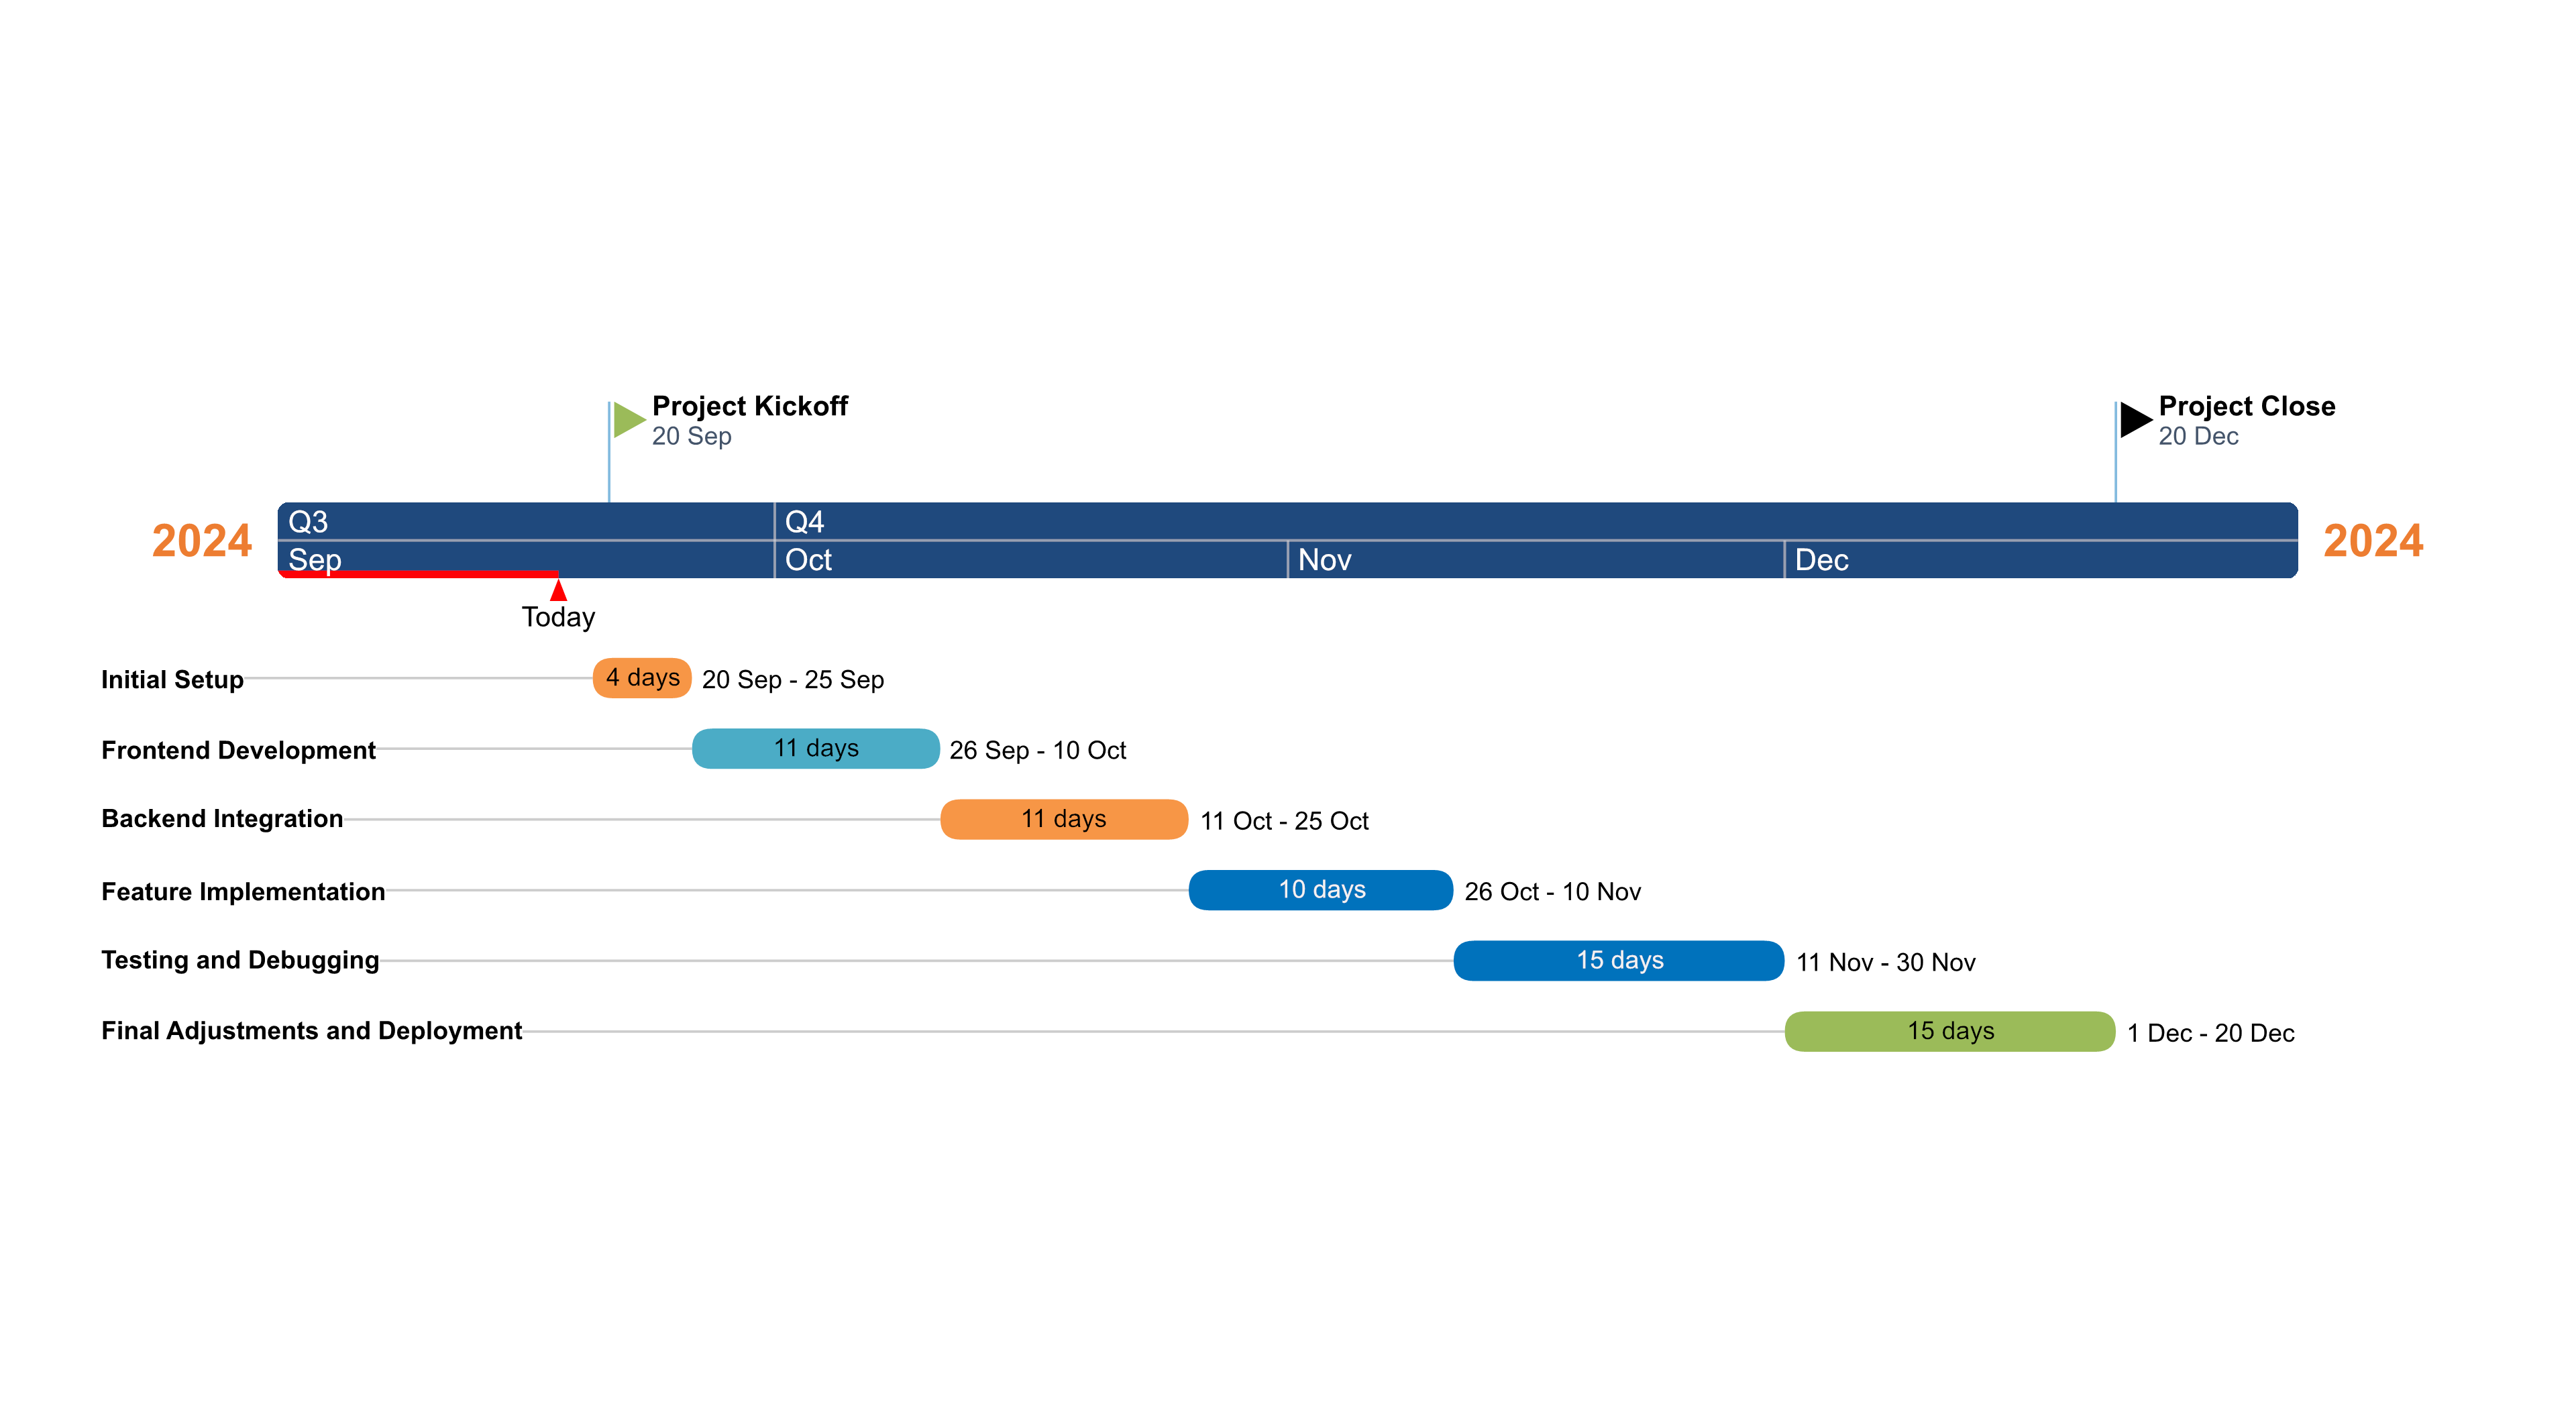 Project Kickoff
20 Sep
Project Close
20 Dec
2024
Q3
Q4
2024
Sep
Oct
Nov
Dec
Today
Initial Setup
4 days
20 Sep - 25 Sep
Frontend Development
11 days
26 Sep - 10 Oct
Backend Integration
11 days
11 Oct - 25 Oct
Feature Implementation
10 days
26 Oct - 10 Nov
Testing and Debugging
15 days
11 Nov - 30 Nov
Final Adjustments and Deployment
15 days
1 Dec - 20 Dec